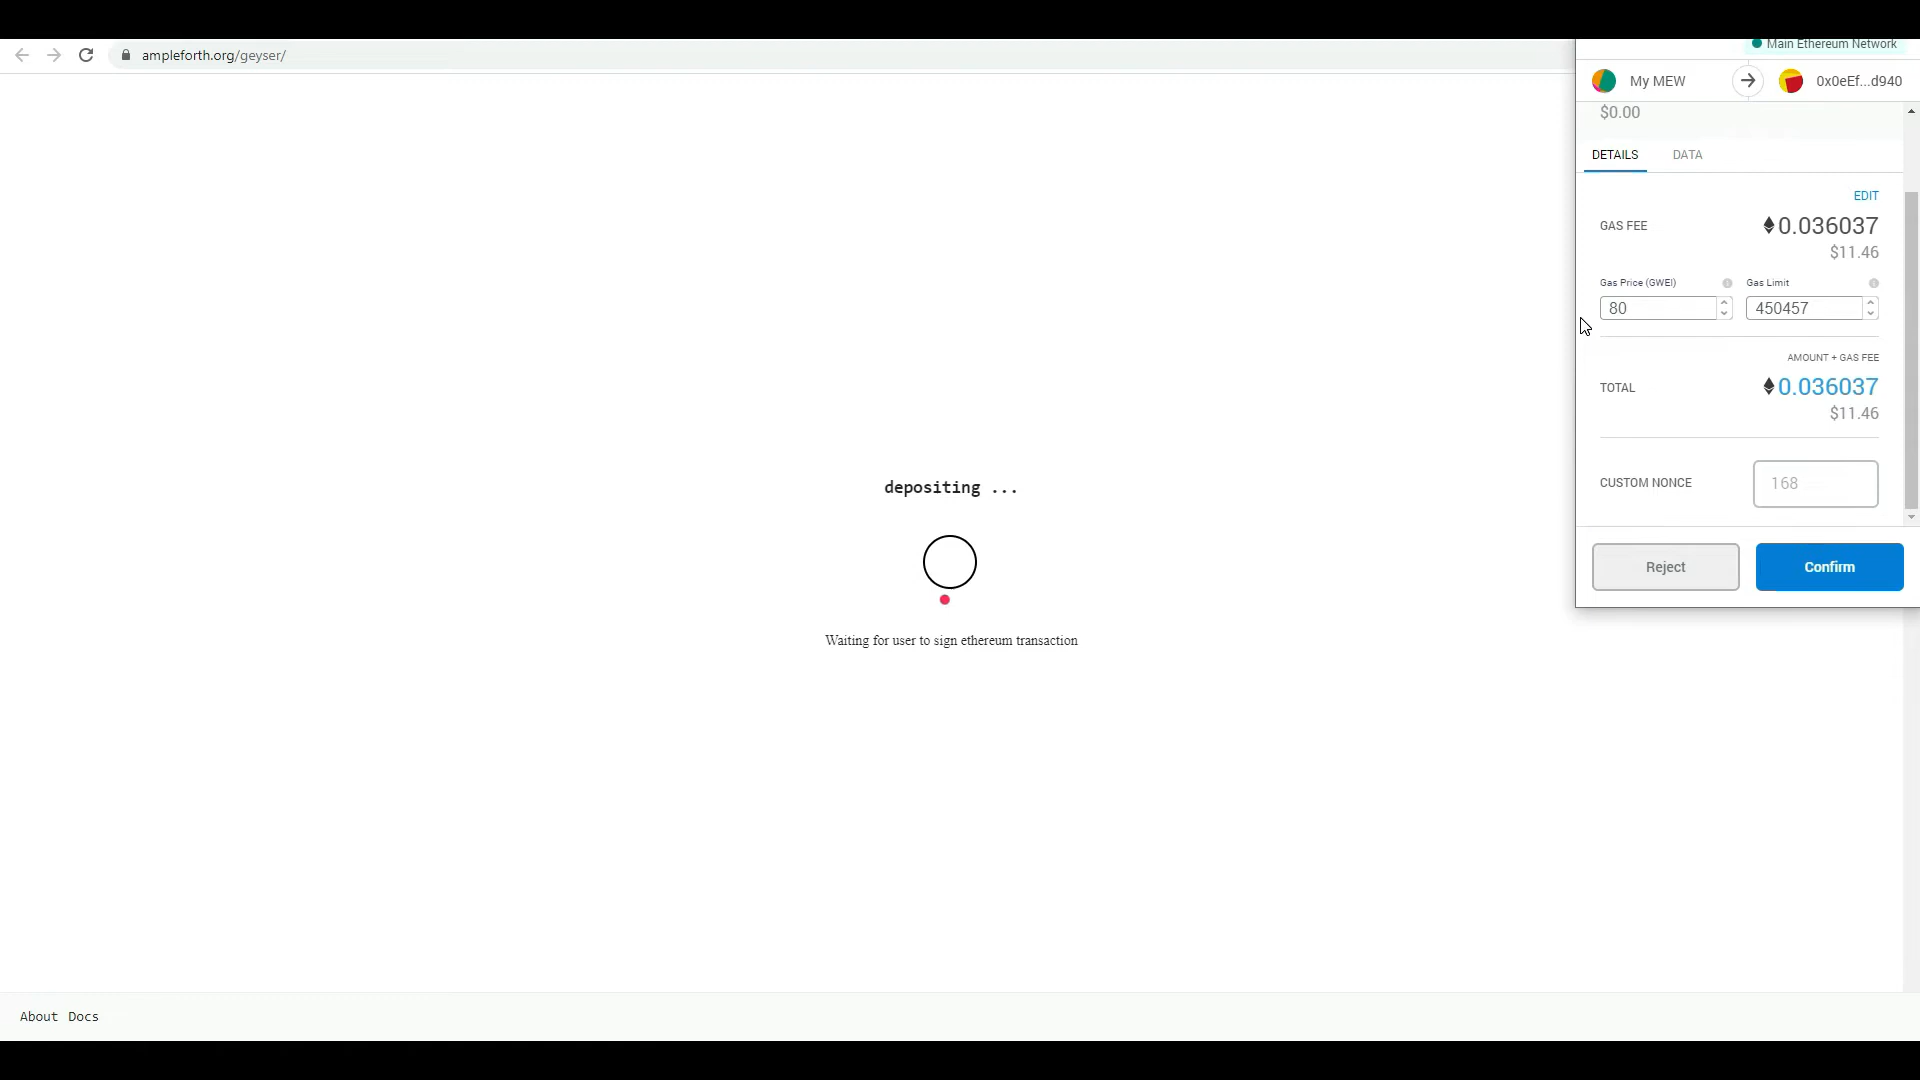 ampleforth.org/geyser/
Main Ethereum Network
My MEW
0x0eEf...d940
$0.00
DETAILS DATA
EDIT
GAS FEE 0.036037
$11.46
Gas Price (GWEI) Gas Limit
80 450457
AMOUNT + GAS FEE
TOTAL 0.036037
$11.46
CUSTOM NONCE 168
Reject Confirm
depositing ...
Waiting for user to sign ethereum transaction
About Docs